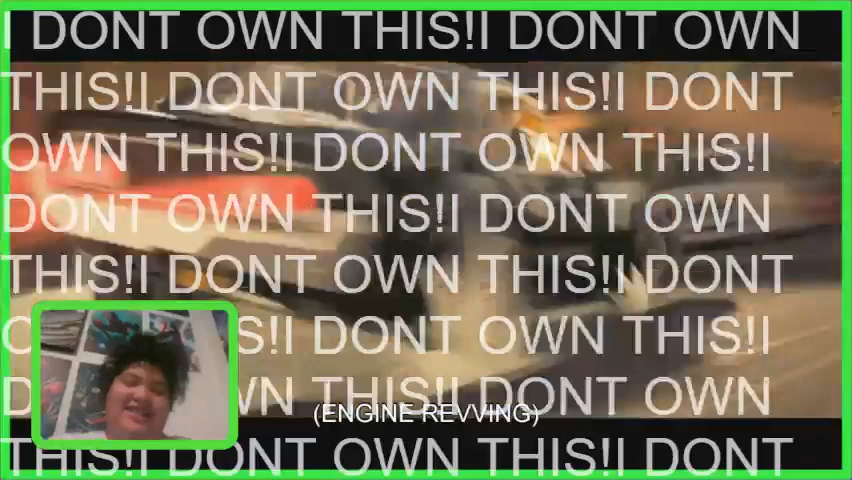 I DONT OWN THIS!I DONT OWN
THIS!I DONT OWN THIS!I DONT
OWN THIS!I DONT OWN THIS!I
DONT OWN THIS!I DONT OWN
THIS!I DONT OWN THIS!I DONT
O S!I DONT OWN THIS!I
D WN THIS!I DONT OWN
(ENGINE REVVING)
THIS!I DONT OWN THIS!I DONT